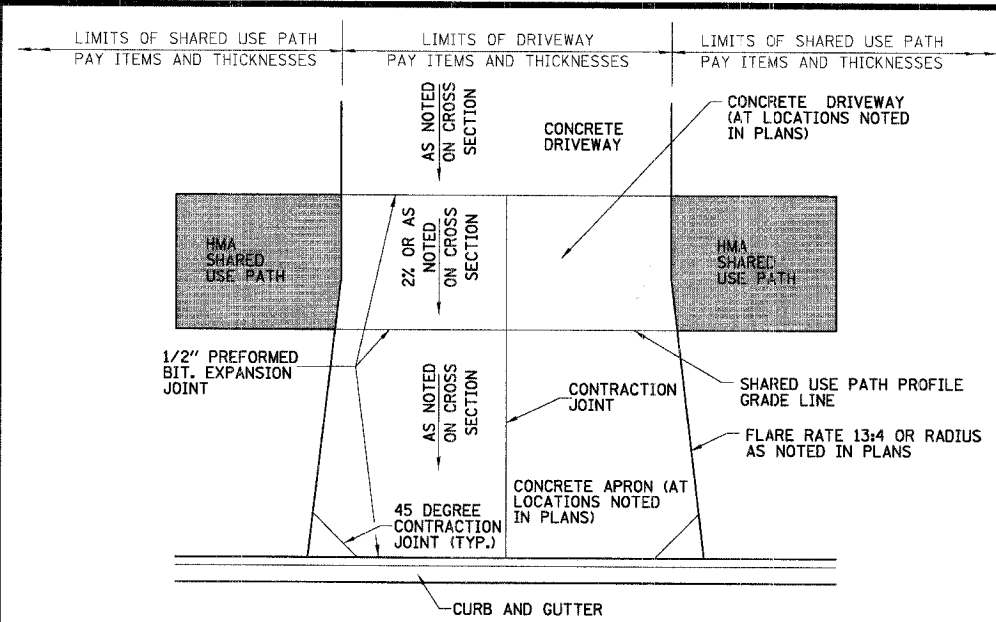 LIMITS OF SHARED USE PATH
PAY ITEMS AND THICKNESSES
LIMITS OF DRIVEWAY
PAY ITEMS AND THICKNESSES
LIMITS OF SHARED USE PATH
PAY ITEMS AND THICKNESSES
AS NOTED
ON CROSS
SECTION
CONCRETE
DRIVEWAY
CONCRETE DRIVEWAY
(AT LOCATIONS NOTED
IN PLANS)
HMA
SHARED
USE PATH
2% OR AS
NOTED
ON CROSS
SECTION
HMA
SHARED
USE PATH
1/2" PREFORMED
BIT. EXPANSION
JOINT
AS NOTED
ON CROSS
SECTION
CONTRACTION
JOINT
SHARED USE PATH PROFILE
GRADE LINE
FLARE RATE 13:4 OR RADIUS
AS NOTED IN PLANS
45 DEGREE
CONTRACTION
JOINT (TYP.)
CONCRETE APRON (AT
LOCATIONS NOTED
IN PLANS)
CURB AND GUTTER